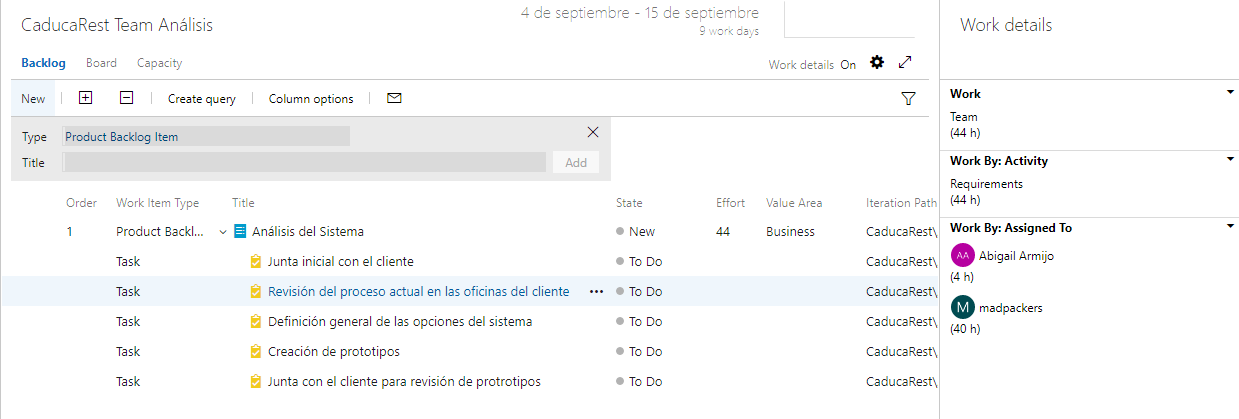 CaducaRest Team Análisis
4 de septiembre - 15 de septiembre
9 work days
Work details
Backlog Board Capacity
Work details On
New Create query Column options
Type Product Backlog Item
Title Add
Order Work Item Type Title State Effort Value Area Iteration Path
1 Product Backl... Análisis del Sistema New 44 Business CaducaRest\
Task Junta inicial con el cliente To Do CaducaRest\
Task Revisión del proceso actual en las oficinas del cliente ••• To Do CaducaRest\
Task Definición general de las opciones del sistema To Do CaducaRest\
Task Creación de prototipos To Do CaducaRest\
Task Junta con el cliente para revisión de protrotipos To Do CaducaRest\
Work
Team
(44 h)
Work By: Activity
Requirements
(44 h)
Work By: Assigned To
AA Abigail Armijo
(4 h)
M madpackers
(40 h)